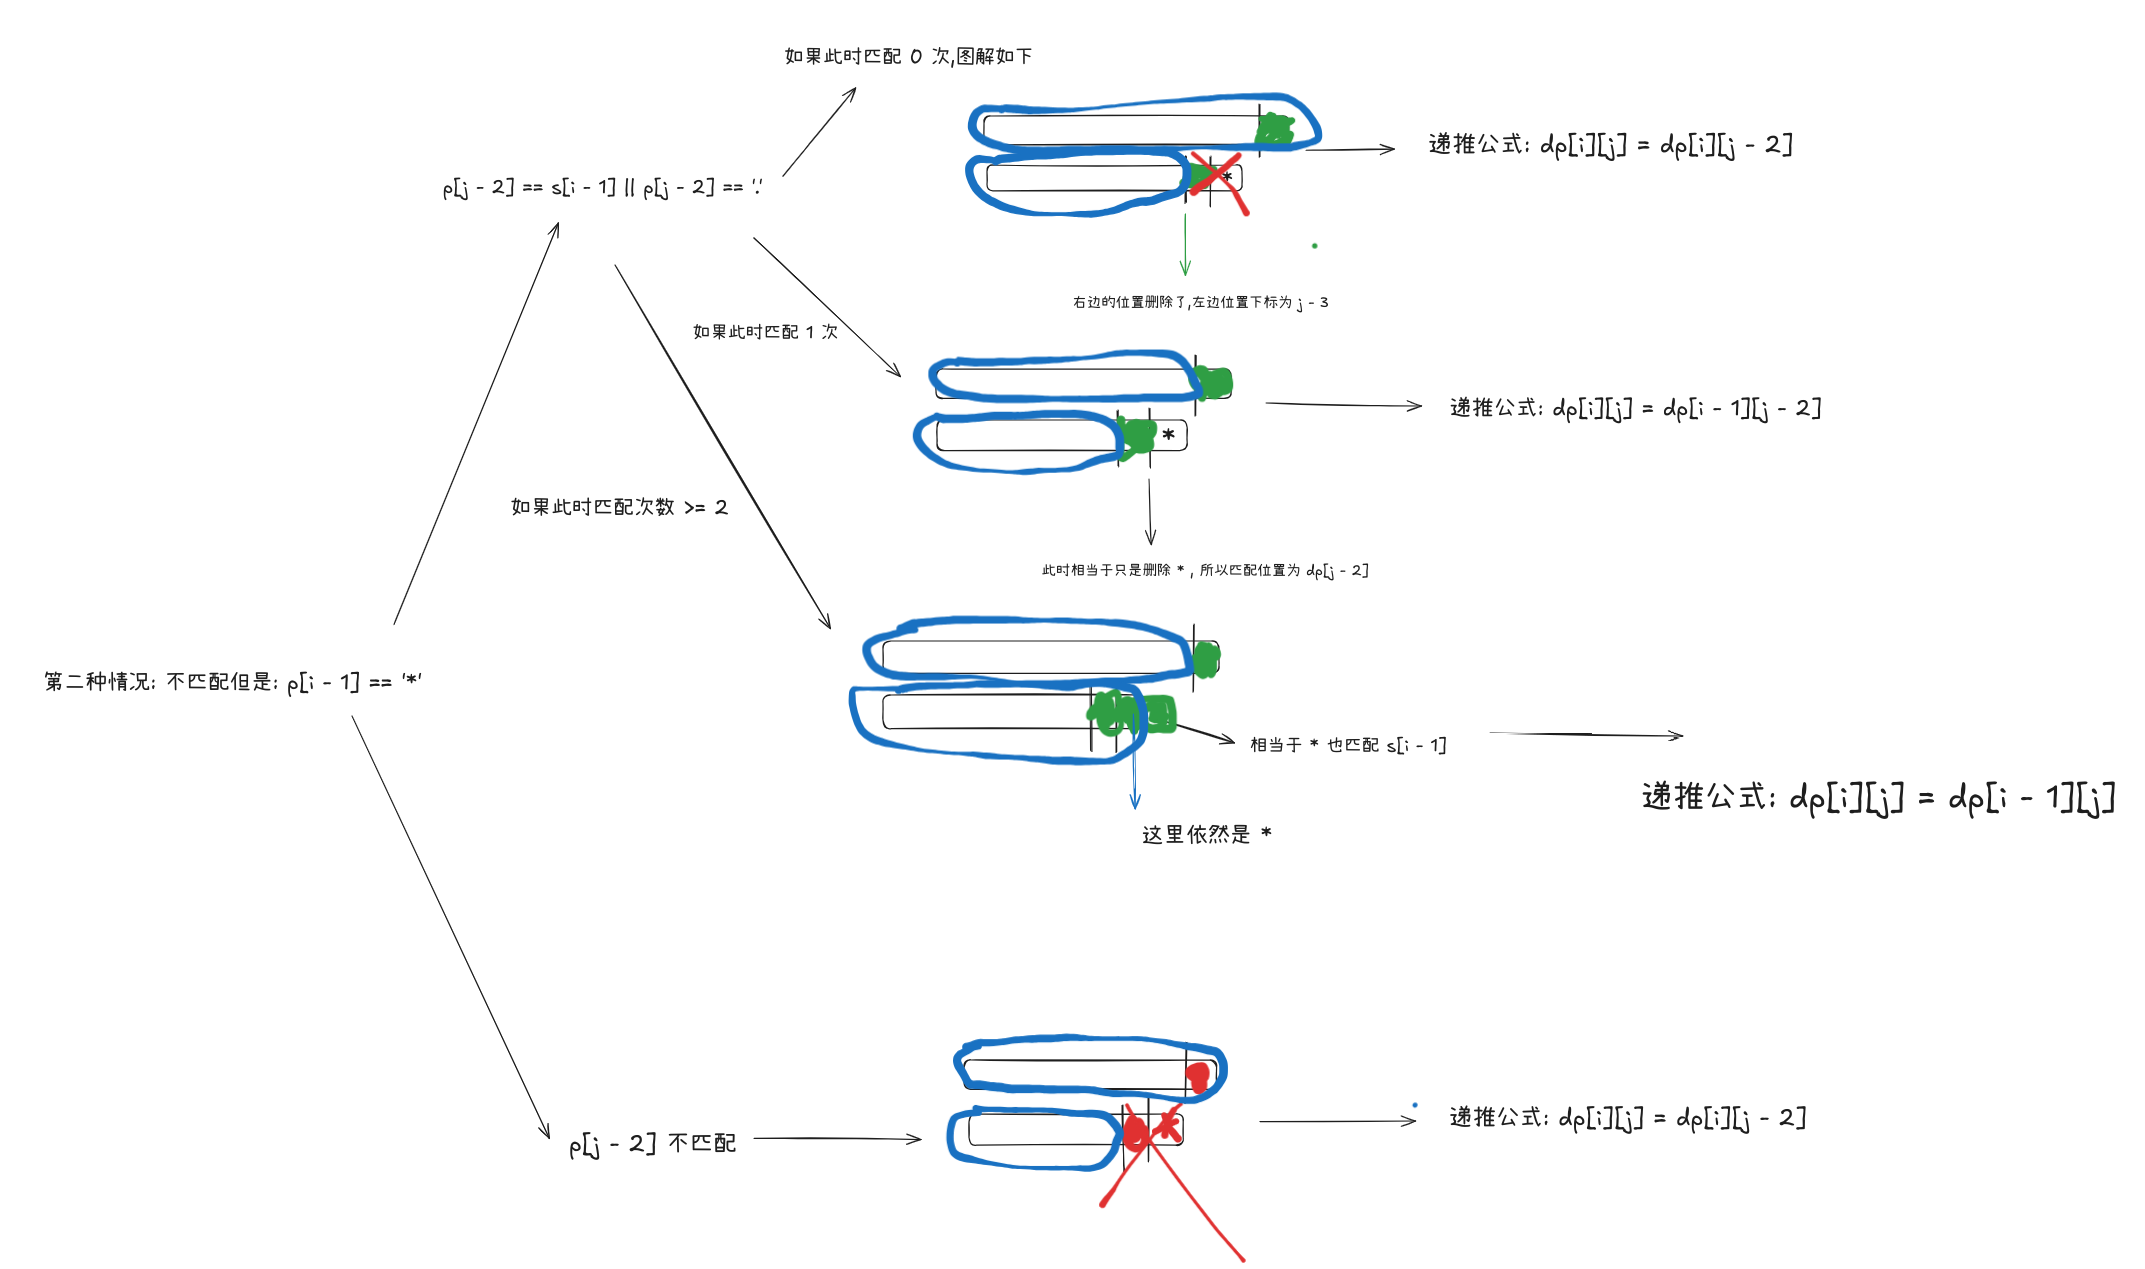 如果此时匹配 0 次,图解如下
递推公式: dp[i][j] = dp[i][j - 2]
p[j - 2] == s[i - 1] || p[j - 2] == '.'
*
右边的位置删除了,左边位置下标为 j - 3
如果此时匹配 1 次
递推公式: dp[i][j] = dp[i - 1][j - 2]
*
如果此时匹配次数 >= 2
此时相当于只是删除 * , 所以匹配位置为 dp[j - 2]
第二种情况: 不匹配但是: p[i - 1] == '*'
相当于 * 也匹配 s[i - 1]
递推公式: dp[i][j] = dp[i - 1][j]
这里依然是 *
递推公式: dp[i][j] = dp[i][j - 2]
*
p[j - 2] 不匹配